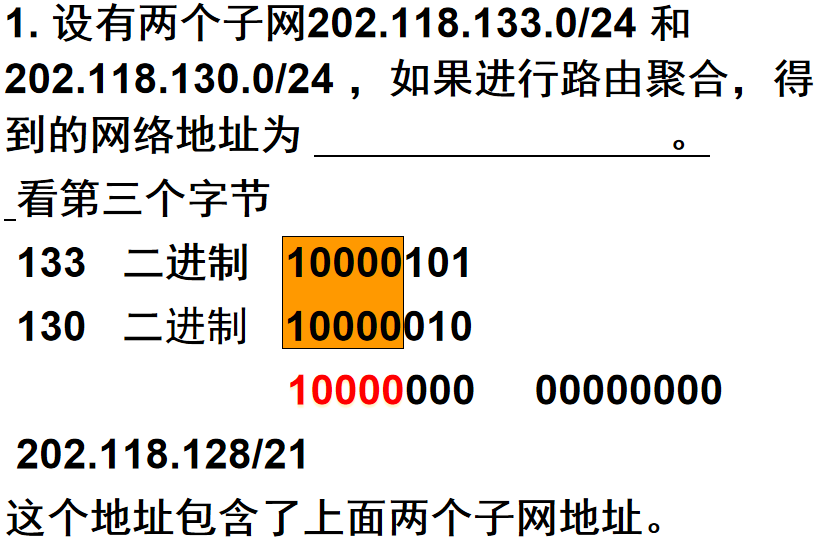 1. 设有两个子网202.118.133.0/24 和
202.118.130.0/24 ，如果进行路由聚合，得
到的网络地址为 ____________________。
_看第三个字节
133 二进制 10000101
130 二进制 10000010
10000000 00000000
202.118.128/21
这个地址包含了上面两个子网地址。